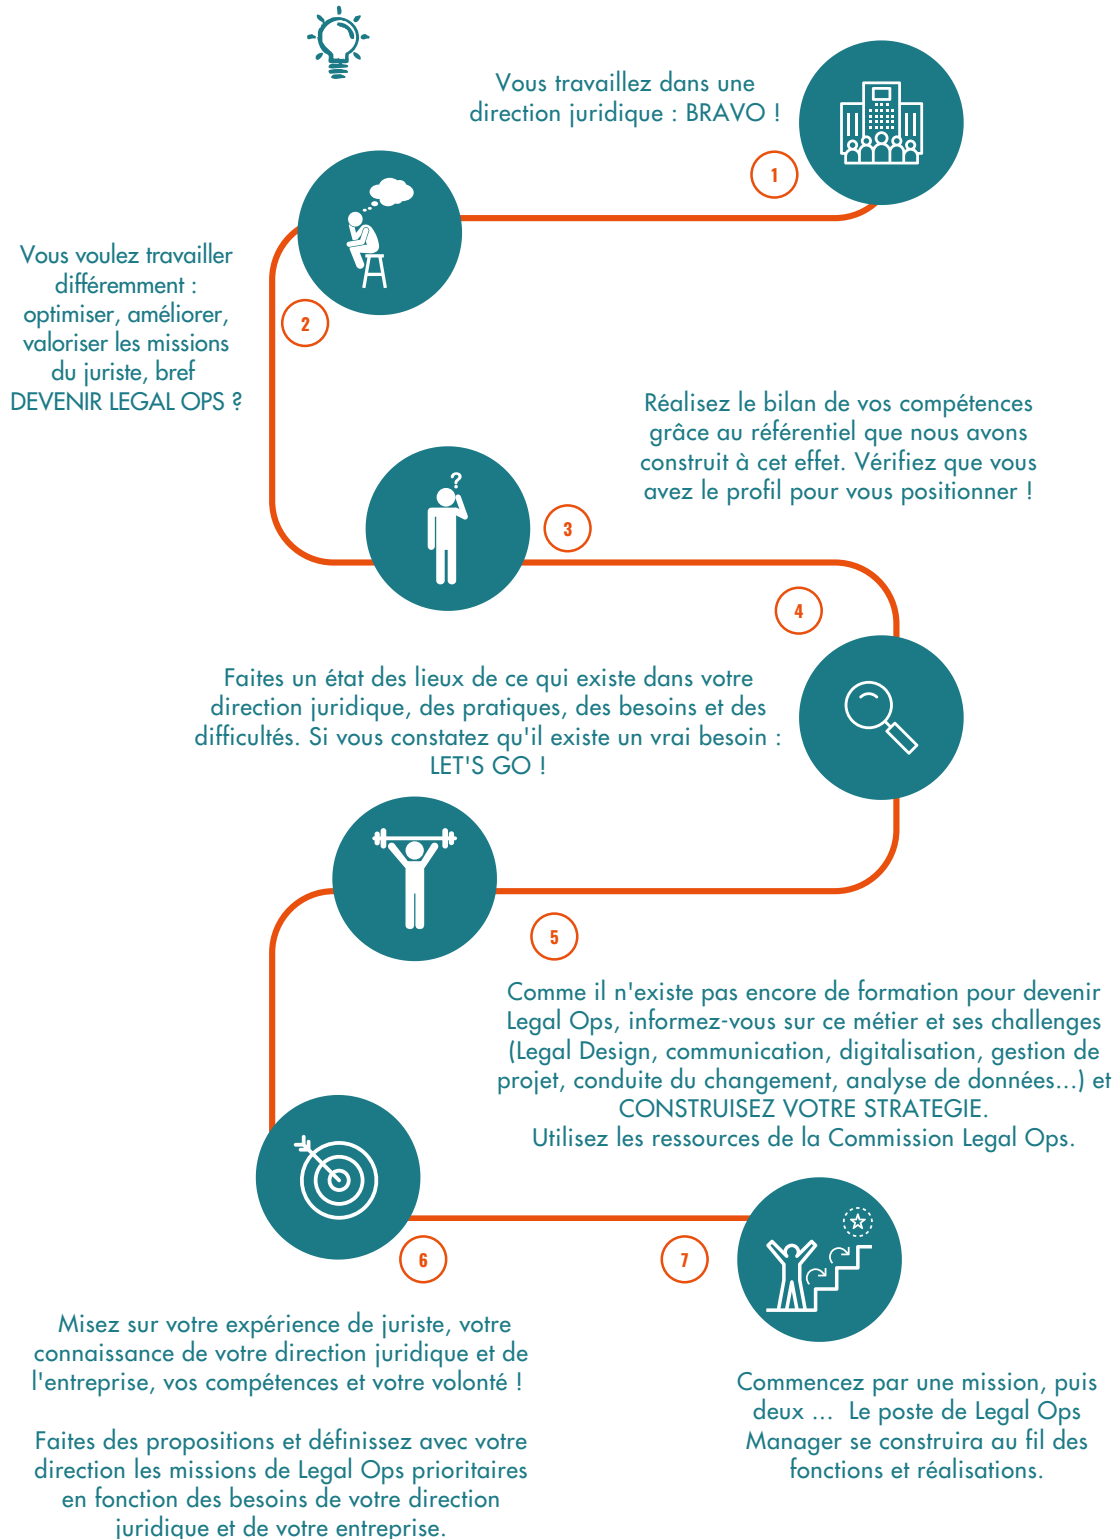 Vous travaillez dans une
direction juridique : BRAVO !
1
Vous voulez travailler
différemment :
optimiser, améliorer,
valoriser les missions
du juriste, bref
DEVENIR LEGAL OPS ?
2
Réalisez le bilan de vos compétences
grâce au référentiel que nous avons
construit à cet effet. Vérifiez que vous
avez le profil pour vous positionner !
?
3
4
Faites un état des lieux de ce qui existe dans votre
direction juridique, des pratiques, des besoins et des
difficultés. Si vous constatez qu'il existe un vrai besoin :
LET'S GO !
5
Comme il n'existe pas encore de formation pour devenir
Legal Ops, informez-vous sur ce métier et ses challenges
(Legal Design, communication, digitalisation, gestion de
projet, conduite du changement, analyse de données...) et
CONSTRUISEZ VOTRE STRATEGIE.
Utilisez les ressources de la Commission Legal Ops.
6
Misez sur votre expérience de juriste, votre
connaissance de votre direction juridique et de
l'entreprise, vos compétences et votre volonté !
Faites des propositions et définissez avec votre
direction les missions de Legal Ops prioritaires
en fonction des besoins de votre direction
juridique et de votre entreprise.
7
Commencez par une mission, puis
deux ... Le poste de Legal Ops
Manager se construira au fil des
fonctions et réalisations.